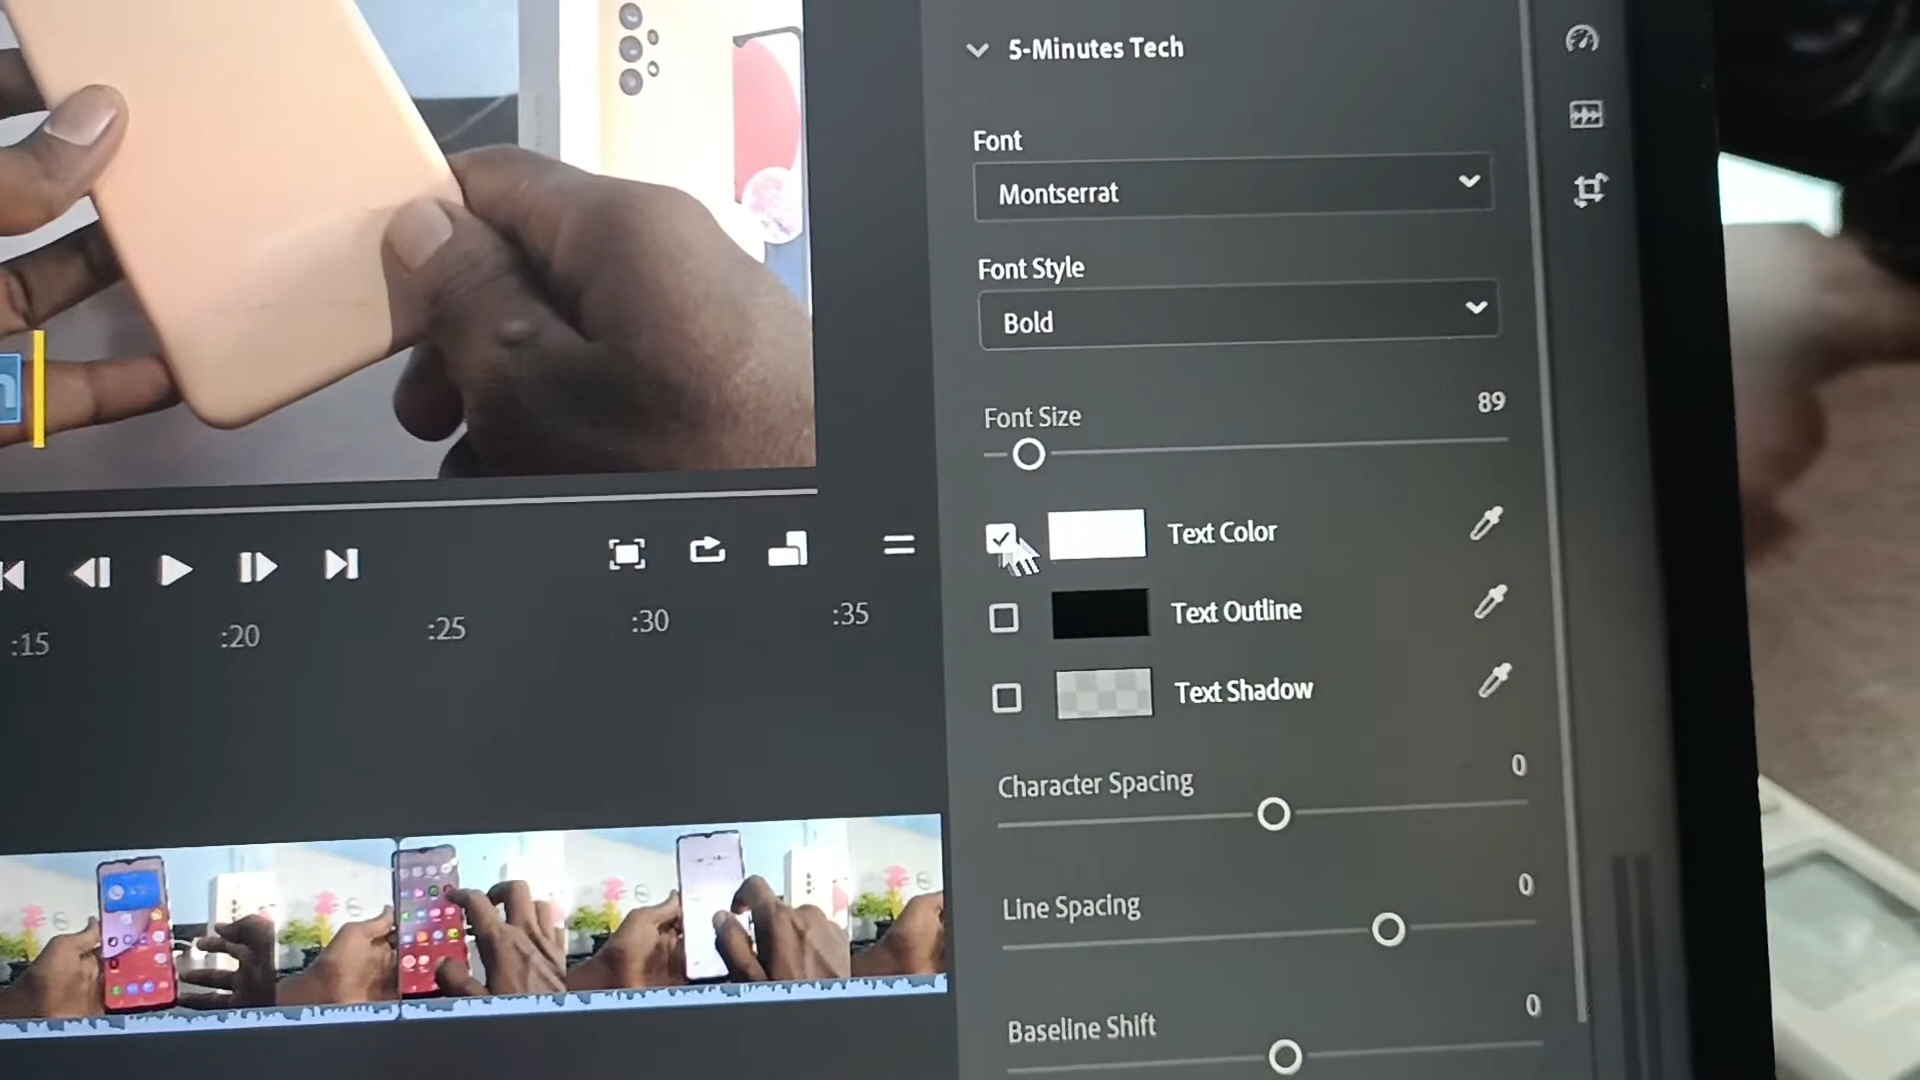 5-Minutes Tech
Font
Montserrat
Font Style
Bold
Font Size
89
Text Color
Text Outline
Text Shadow
Character Spacing
0
Line Spacing
0
Baseline Shift
0
n
:15 :20 :25 :30 :35